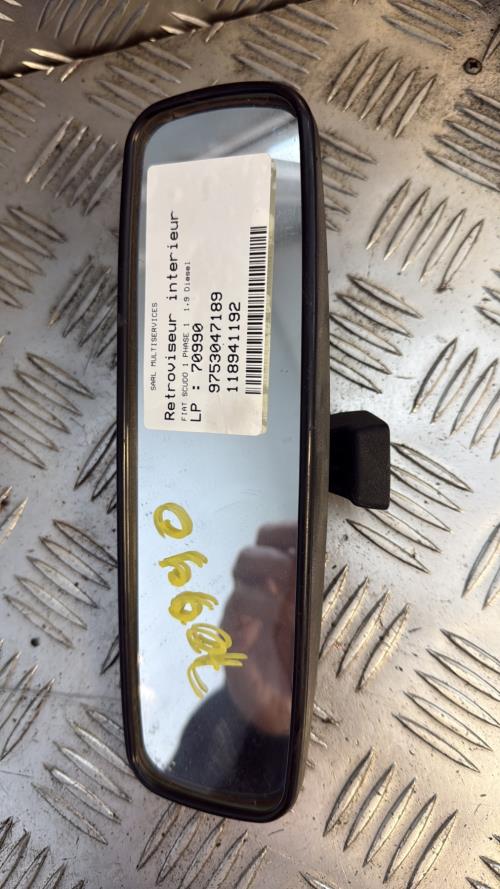 SARL MULTISERVICES
Retroviseur interieur
FIAT SCUDO 1 PHASE 1 1.9 Diesel
LP : 70990
9753047189
118941192
70990